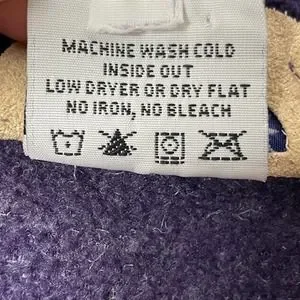 MACHINE WASH COLD
INSIDE OUT
LOW DRYER OR DRY FLAT
NO IRON, NO BLEACH